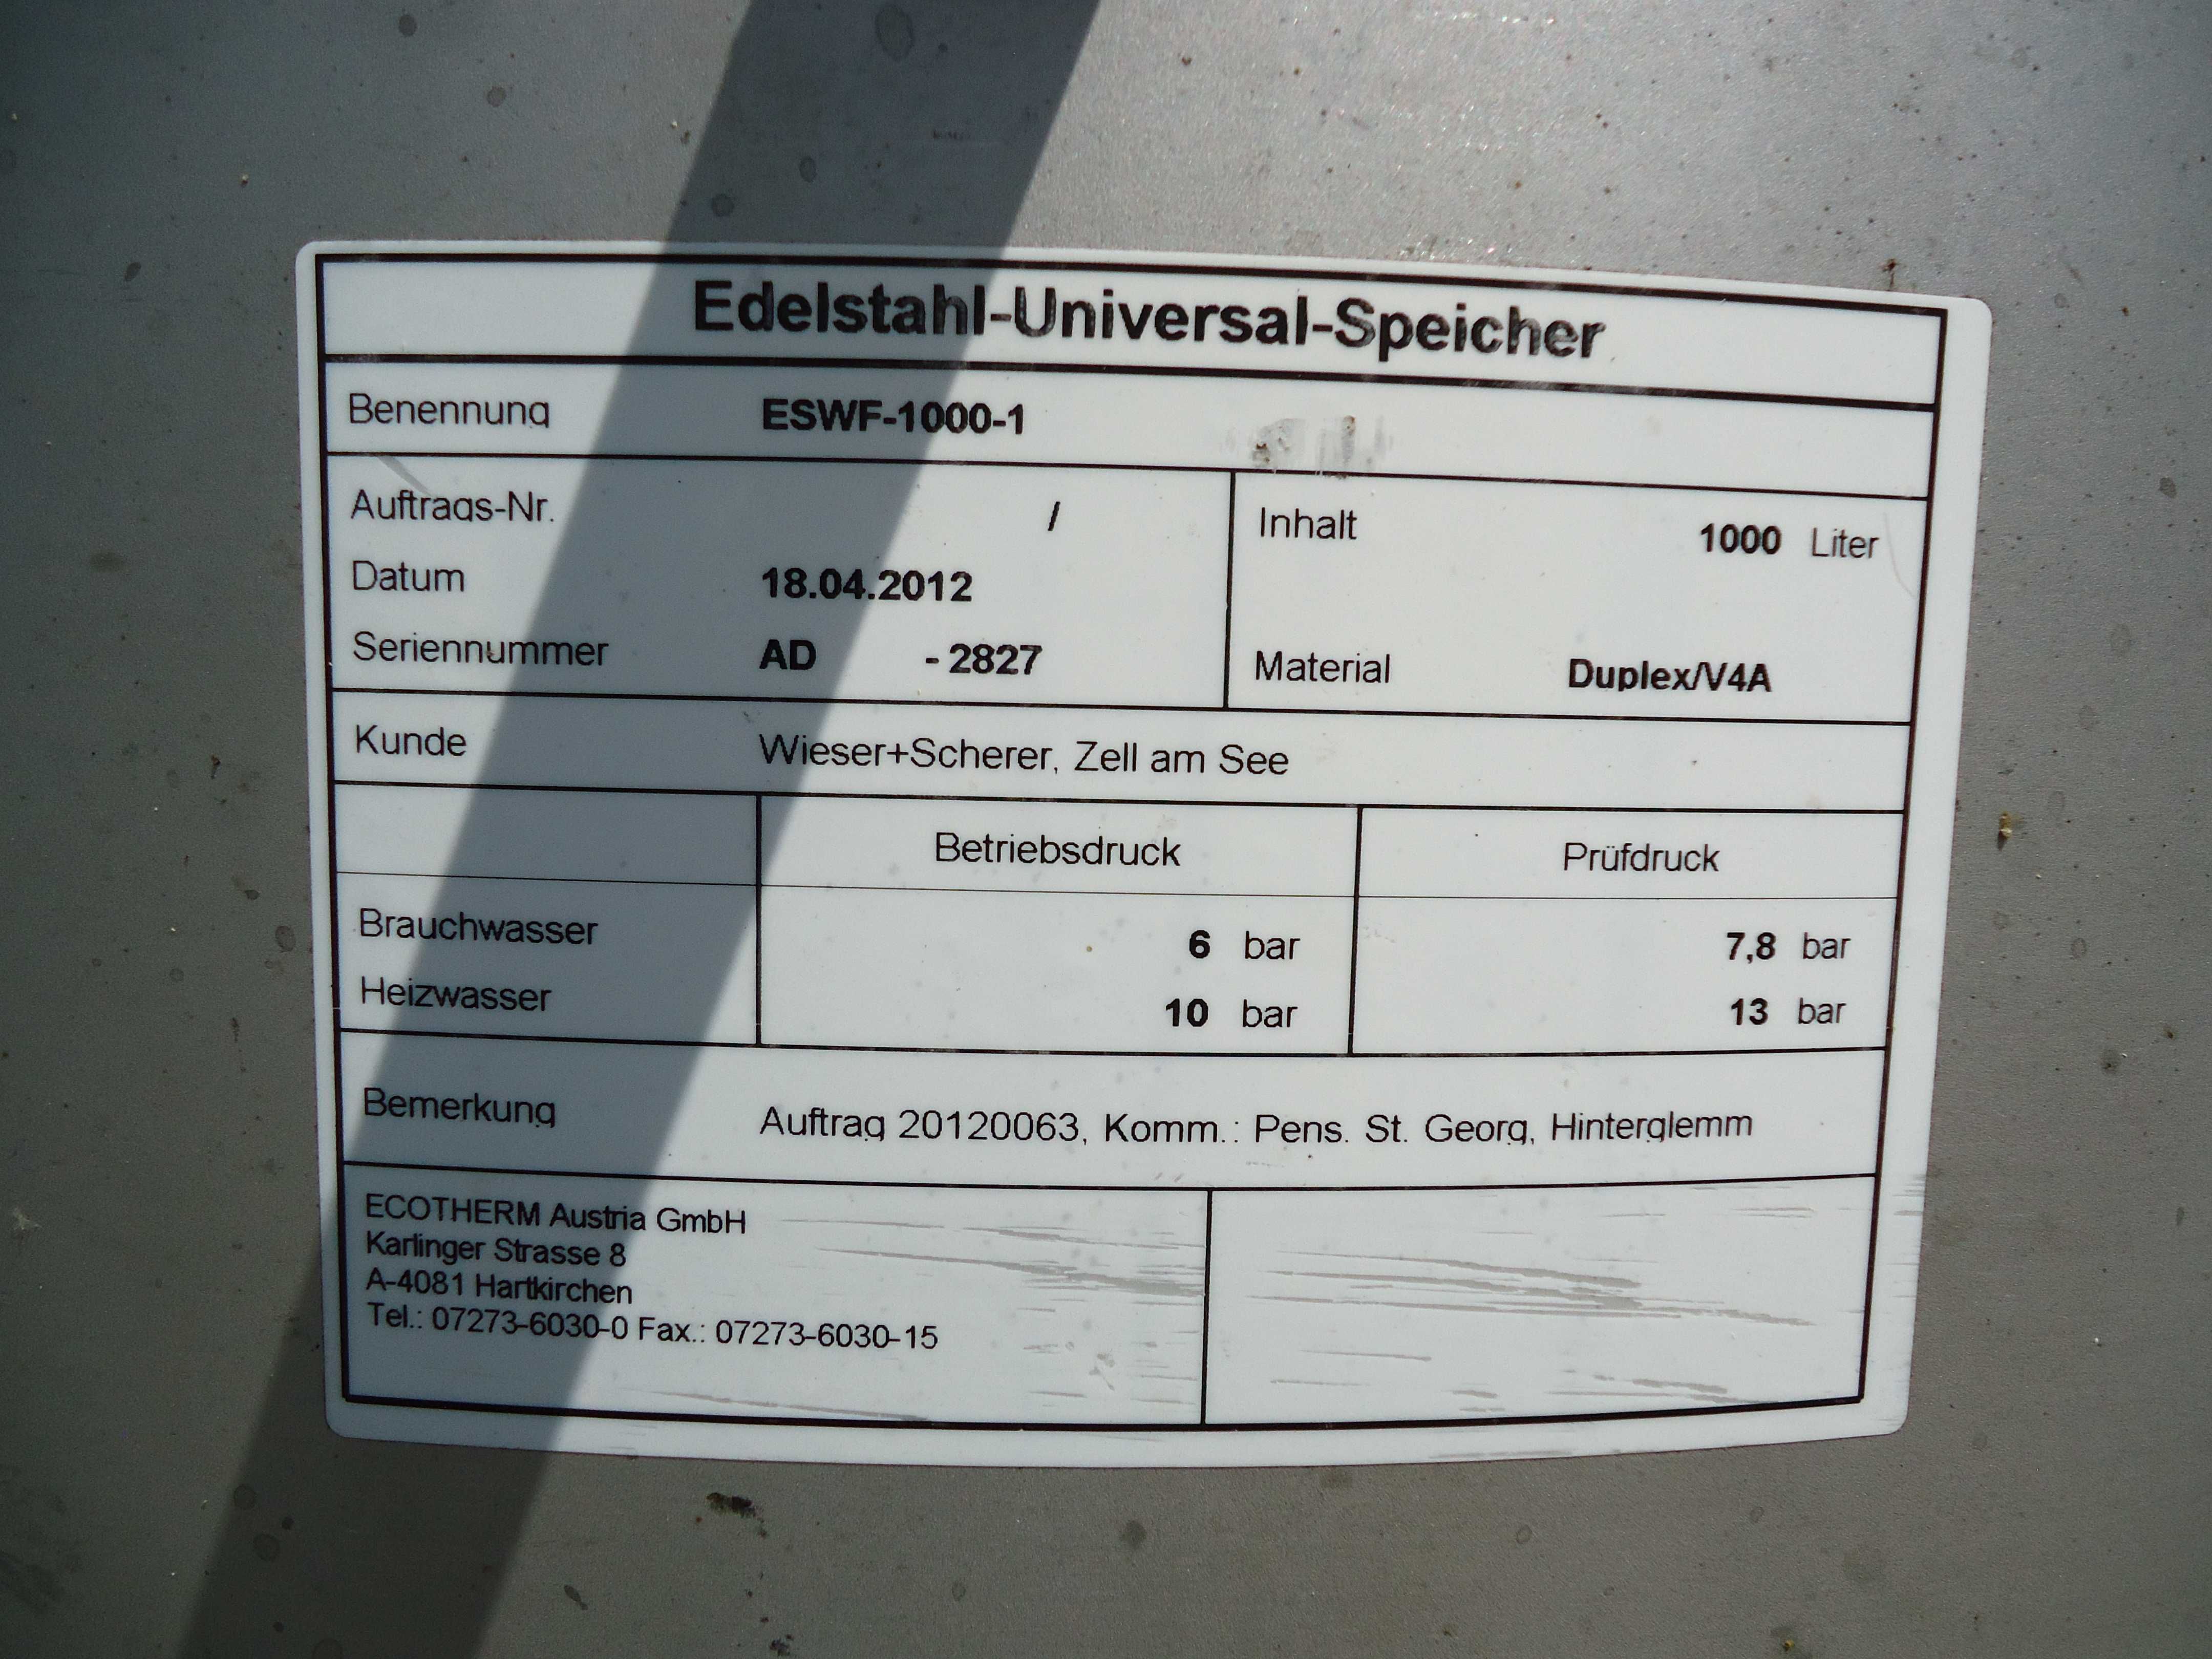 Edelstahl-Universal-Speicher
Benennung ESWF-1000-1
Auftrags-Nr. /
Datum 18.04.2012
Seriennummer AD - 2827
Inhalt 1000 Liter
Material Duplex/V4A
Kunde Wieser+Scherer, Zell am See
Betriebsdruck Prüfdruck
Brauchwasser 6 bar 7,8 bar
Heizwasser 10 bar 13 bar
Bemerkung Auftrag 20120063, Komm.: Pens. St. Georg, Hinterglemm
ECOTHERM Austria GmbH
Karlinger Strasse 8
A-4081 Hartkirchen
Tel.: 07273-6030-0 Fax.: 07273-6030-15